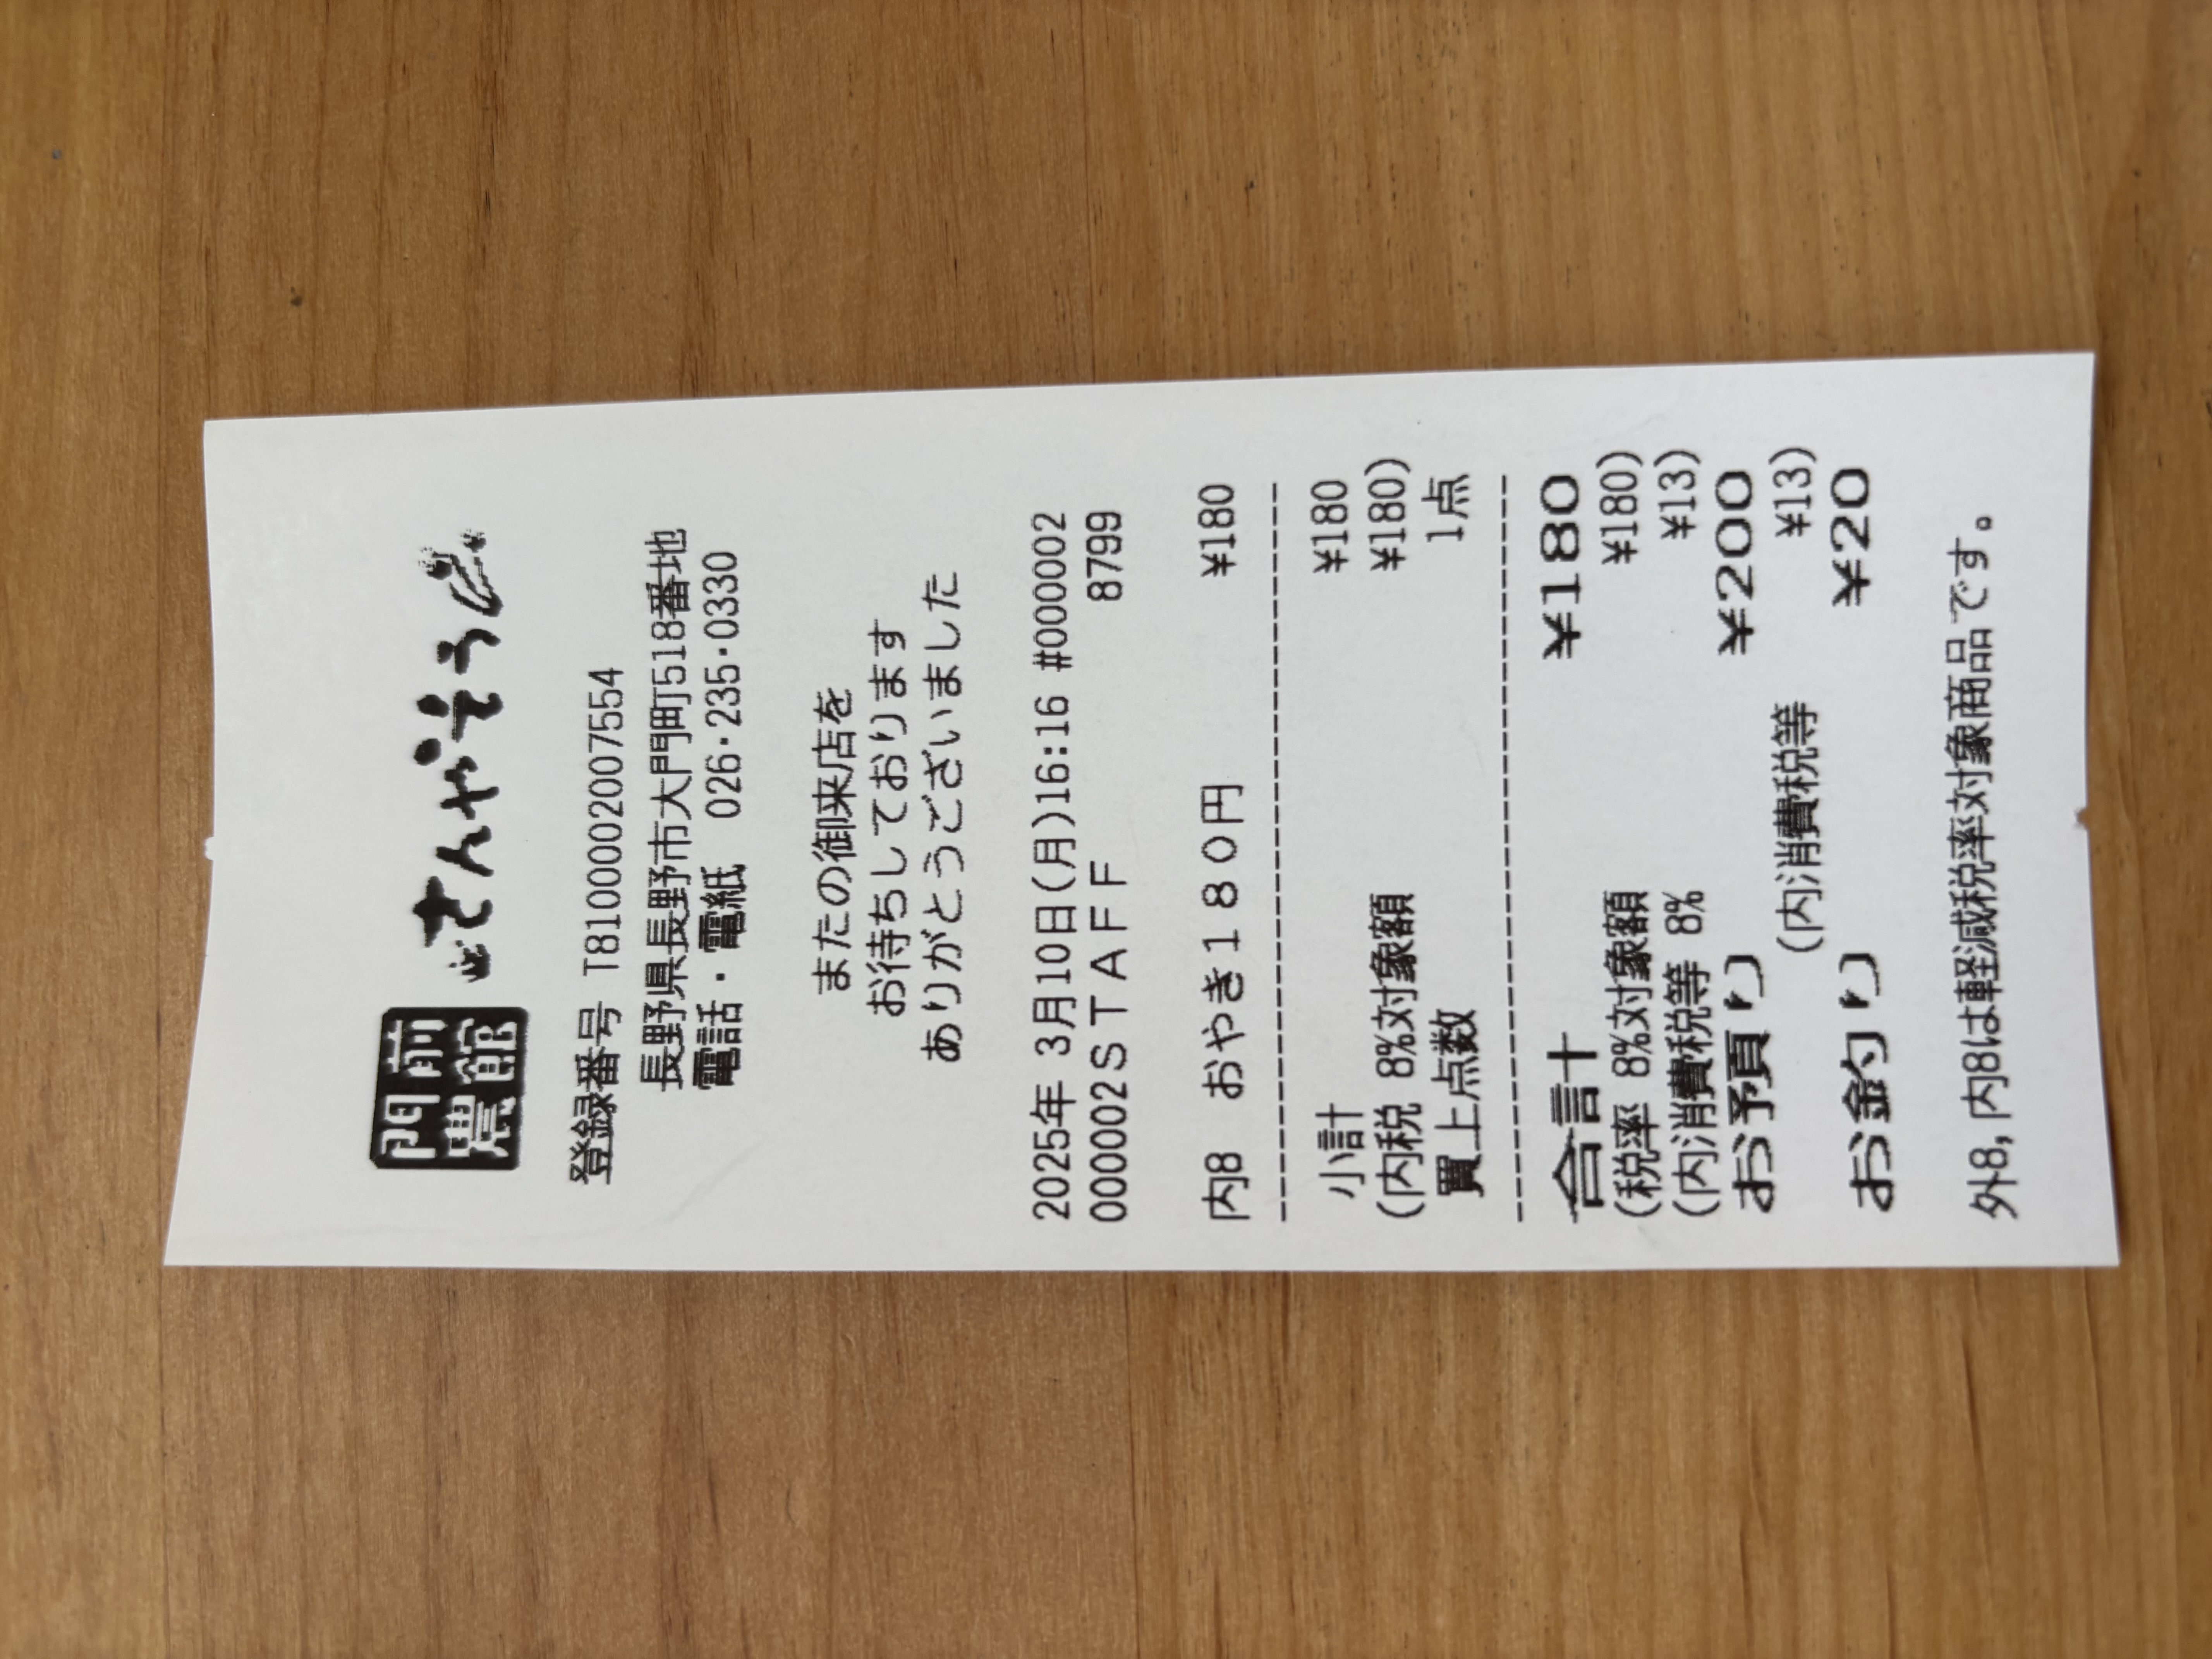 門前
農館
さんやそう
登録番号 T8100002007554
長野県長野市大門町518番地
電話・電紙 026・235・0330
またの御来店を
お待ちしております
ありがとうございました
2025年 3月10日(月)16:16 #000002
000002ＳＴＡＦＦ 8799
内8 おやき１８０円 ¥180
小計 ¥180
(内税 8%対象額 ¥180)
買上点数 1点
合計 ¥180
(税率 8%対象額 ¥180)
(内消費税等 8% ¥13)
お預り ¥200
(内消費税等 ¥13)
お釣り ¥20
外8, 内8は軽減税率対象商品です。